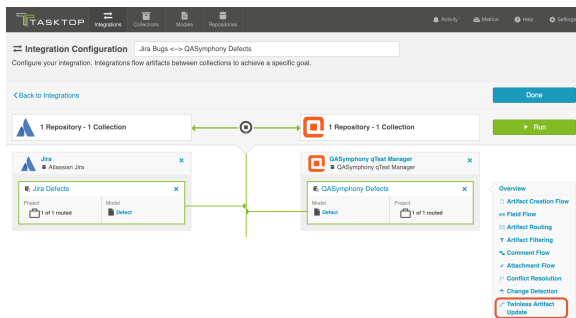 TASKTOP
Integrations
Collections
Models
Repositories
Activity
Metrics
Help
Settings
Integration Configuration
Jira Bugs <--> QASymphony Defects
Configure your integration. Integrations flow artifacts between collections to achieve a specific goal.
Back to Integrations
Done
1 Repository - 1 Collection
1 Repository - 1 Collection
Run
Jira
Atlassian Jira
QASymphony qTest Manager
QASymphony qTest Manager
Jira Defects
Project
1 of 1 routed
Model
Defect
QASymphony Defects
Model
Defect
Project
1 of 1 routed
Overview
Artifact Creation Flow
Field Flow
Artifact Routing
Artifact Filtering
Comment Flow
Attachment Flow
Conflict Resolution
Change Detection
Twinless Artifact
Update